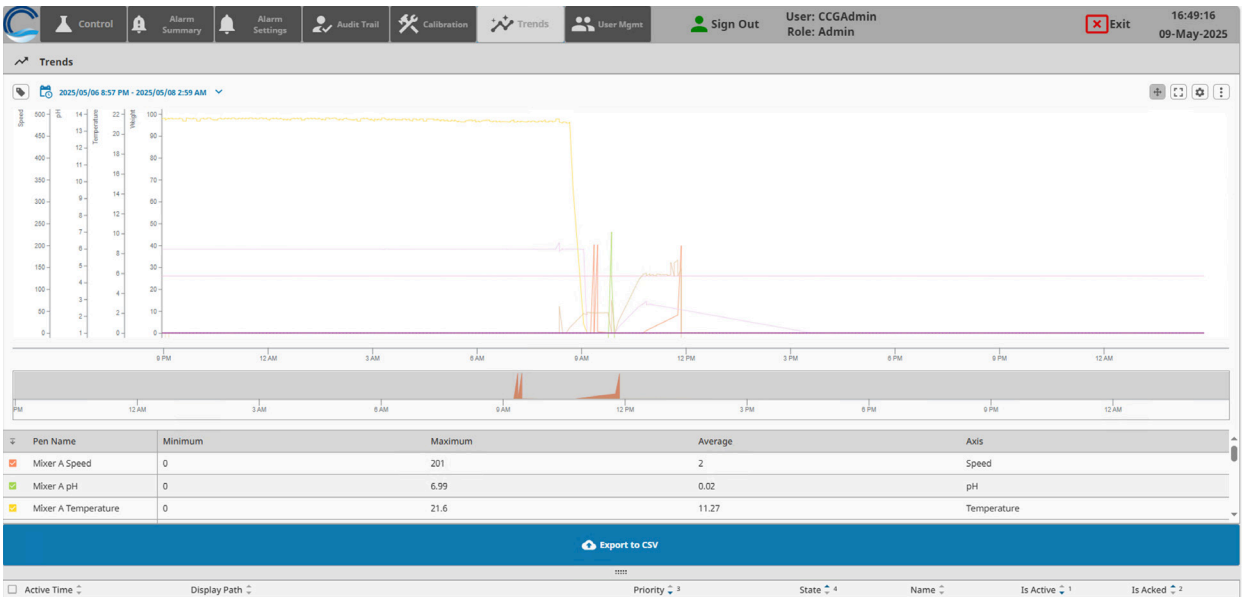 Control Alarm Summary Alarm Settings Audit Trail Calibration Trends User Mgmt Sign Out User: CCGAdmin Exit 16:49:16
Role: Admin 09-May-2025
Trends
2025/05/06 8:57 PM - 2025/05/08 2:59 AM
Speed pH Temperature Weight
500 14 22 100
450 13 20 90
400 12 18 80
350 11 16 70
300 10 14 60
250 9 12 50
200 8 10 40
150 7 8 30
100 6 6 20
50 5 4 10
0 4 2 0
3 0
2
1
9 PM 12 AM 3 AM 6 AM 9 AM 12 PM 3 PM 6 PM 9 PM 12 AM
PM 12 AM 3 AM 6 AM 9 AM 12 PM 3 PM 6 PM 9 PM 12 AM
Pen Name Minimum Maximum Average Axis
Mixer A Speed 0 201 2 Speed
Mixer A pH 0 6.99 0.02 pH
Mixer A Temperature 0 21.6 11.27 Temperature
Export to CSV
Active Time Display Path Priority 3 State 4 Name Is Active 1 Is Acked 2